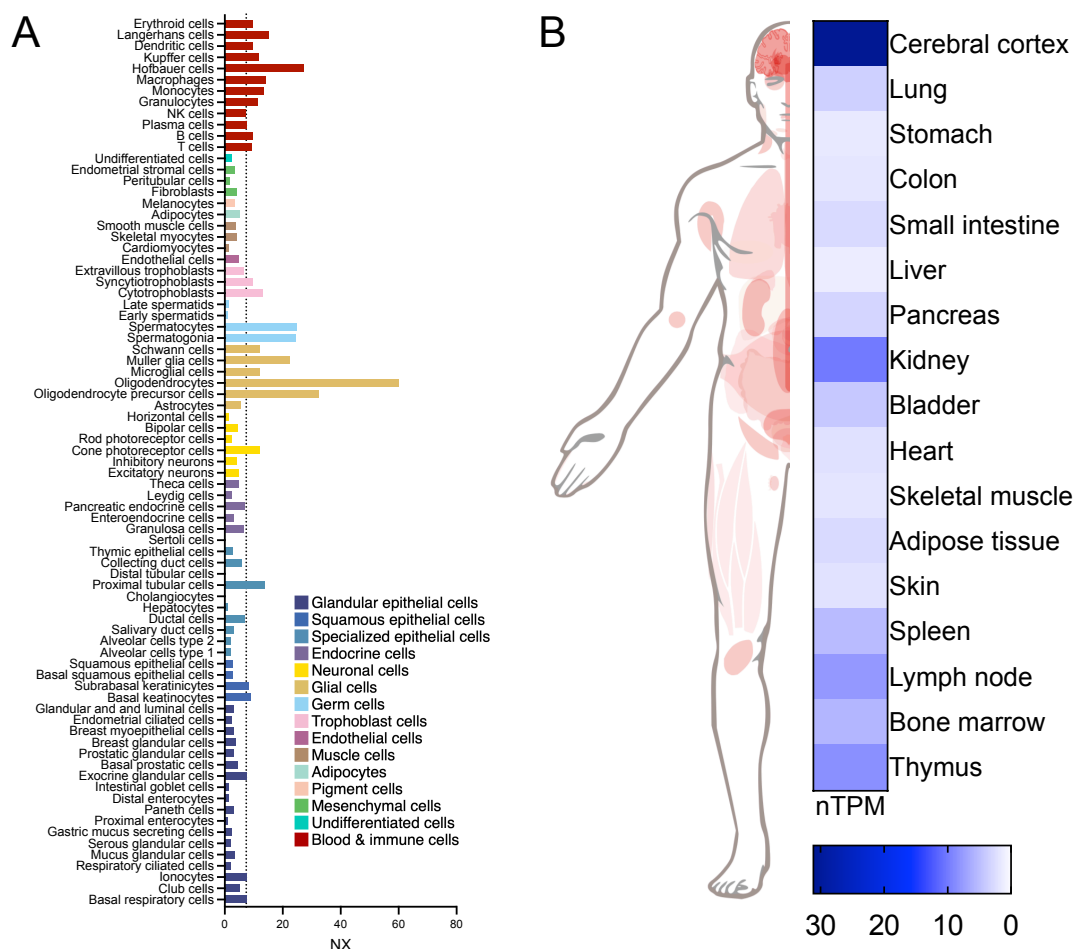 A
Erythroid cells
Langerhans cells
Dendritic cells
Kupffer cells
Hofbauer cells
Macrophages
Monocytes
Granulocytes
NK cells
Plasma cells
B cells
T cells
Undifferentiated cells
Endometrial stromal cells
Peritubular cells
Fibroblasts
Melanocytes
Adipocytes
Smooth muscle cells
Skeletal myocytes
Cardiomyocytes
Endothelial cells
Extravillous trophoblasts
Syncytiotrophoblasts
Cytotrophoblasts
Late spermatids
Early spermatids
Spermatocytes
Spermatogonia
Schwann cells
Muller glia cells
Microglial cells
Oligodendrocytes
Oligodendrocyte precursor cells
Astrocytes
Horizontal cells
Bipolar cells
Rod photoreceptor cells
Cone photoreceptor cells
Inhibitory neurons
Excitatory neurons
Theca cells
Leydig cells
Pancreatic endocrine cells
Enteroendocrine cells
Granulosa cells
Sertoli cells
Thymic epithelial cells
Collecting duct cells
Distal tubular cells
Proximal tubular cells
Cholangiocytes
Hepatocytes
Ductal cells
Salivary duct cells
Alveolar cells type 2
Alveolar cells type 1
Squamous epithelial cells
Basal squamous epithelial cells
Subrabasal keratinicytes
Basal keatinocytes
Glandular and and luminal cells
Endometrial ciliated cells
Breast myoepithelial cells
Breast glandular cells
Prostatic glandular cells
Basal prostatic cells
Exocrine glandular cells
Intestinal goblet cells
Distal enterocytes
Paneth cells
Proximal enterocytes
Gastric mucus secreting cells
Serous glandular cells
Mucus glandular cells
Respiratory ciliated cells
Ionocytes
Club cells
Basal respiratory cells
0 20 40 60 80
NX
Glandular epithelial cells
Squamous epithelial cells
Specialized epithelial cells
Endocrine cells
Neuronal cells
Glial cells
Germ cells
Trophoblast cells
Endothelial cells
Muscle cells
Adipocytes
Pigment cells
Mesenchymal cells
Undifferentiated cells
Blood & immune cells
B
Cerebral cortex
Lung
Stomach
Colon
Small intestine
Liver
Pancreas
Kidney
Bladder
Heart
Skeletal muscle
Adipose tissue
Skin
Spleen
Lymph node
Bone marrow
Thymus
nTPM
30 20 10 0